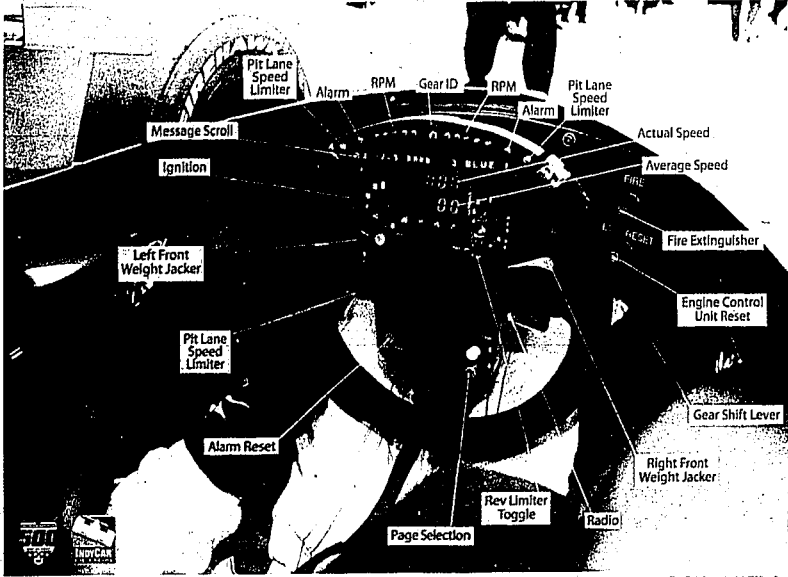 Pit Lane
Speed
Limiter
Alarm
RPM
Gear ID
RPM
Alarm
Pit Lane
Speed
Limiter
Message Scroll
Actual Speed
Ignition
Average Speed
BLUE
FIRE
RESET
Fire Extinguisher
Left Front
Weight Jacker
Engine Control
Unit Reset
Pit Lane
Speed
Limiter
Gear Shift Lever
Alarm Reset
Right Front
Weight Jacker
Rev Limiter
Toggle
Radio
Page Selection
500
INDYCAR